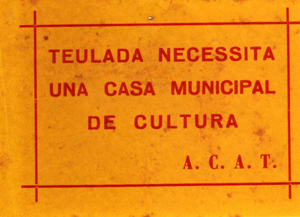 TEULADA NECESSITA
UNA CASA MUNICIPAL
DE CULTURA
A. C. A. T.